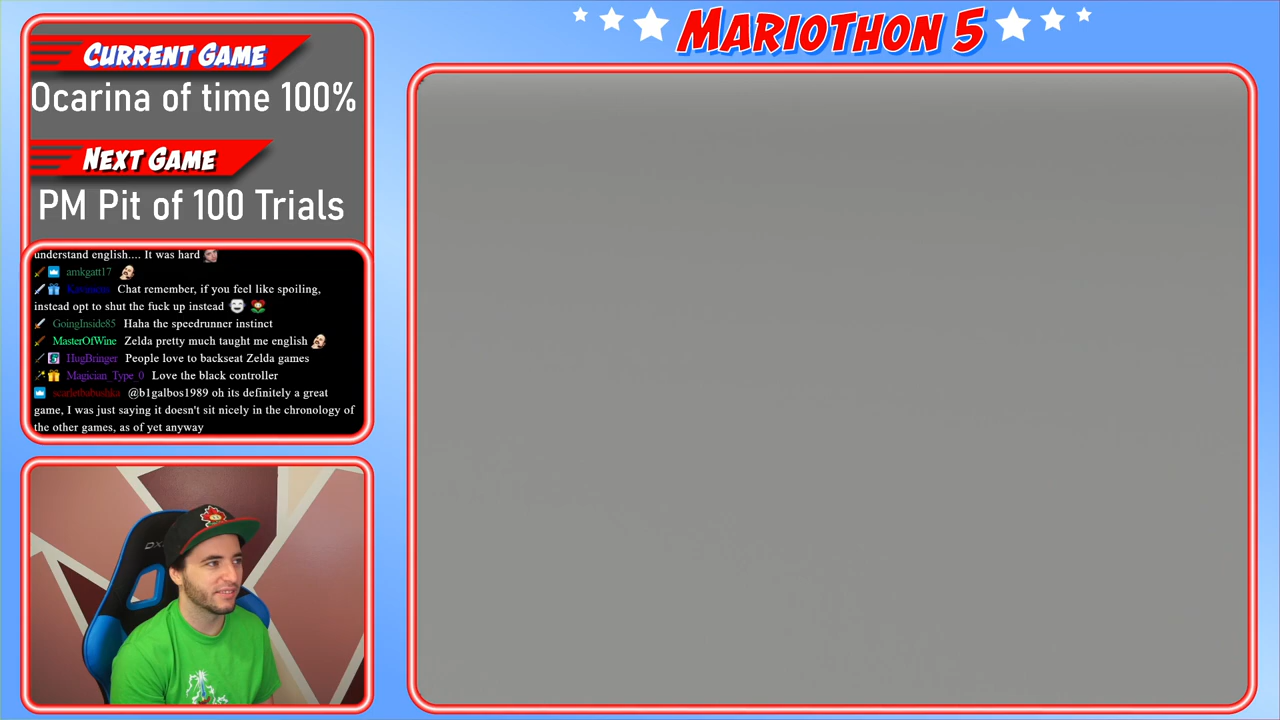 Mariothon 5
Current Game
Ocarina of time 100%
Next Game
PM Pit of 100 Trials
understand english.... It was hard
amkgatt17
Chat remember, if you feel like spoiling,
instead opt to shut the fuck up instead
GoingInside85 Haha the speedrunner instinct
MasterOfWine Zelda pretty much taught me english
HugBringer People love to backseat Zelda games
Magician_Type_0 Love the black controller
scarletbabushka @b1galbos1989 oh its definitely a great
game, I was just saying it doesn't sit nicely in the chronology of
the other games, as of yet anyway